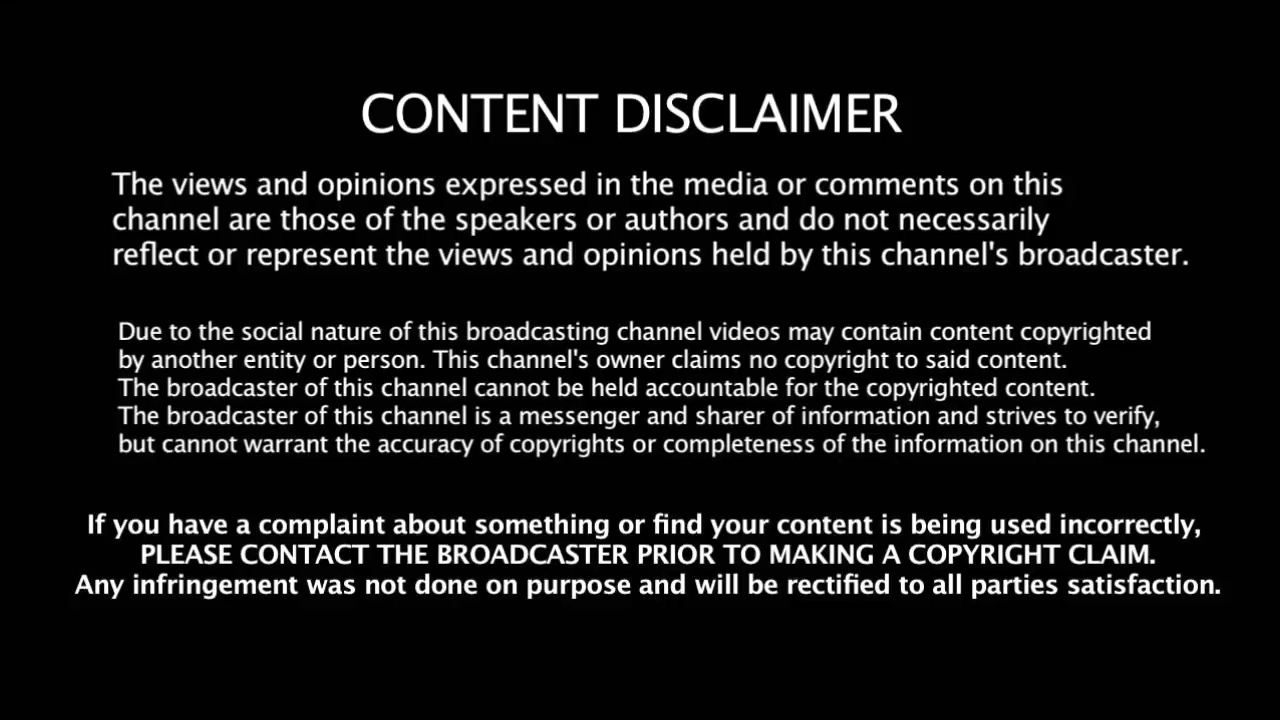 CONTENT DISCLAIMER
The views and opinions expressed in the media or comments on this
channel are those of the speakers or authors and do not necessarily
reflect or represent the views and opinions held by this channel's broadcaster.
Due to the social nature of this broadcasting channel videos may contain content copyrighted
by another entity or person. This channel's owner claims no copyright to said content.
The broadcaster of this channel cannot be held accountable for the copyrighted content.
The broadcaster of this channel is a messenger and sharer of information and strives to verify,
but cannot warrant the accuracy of copyrights or completeness of the information on this channel.
If you have a complaint about something or find your content is being used incorrectly,
PLEASE CONTACT THE BROADCASTER PRIOR TO MAKING A COPYRIGHT CLAIM.
Any infringement was not done on purpose and will be rectified to all parties satisfaction.